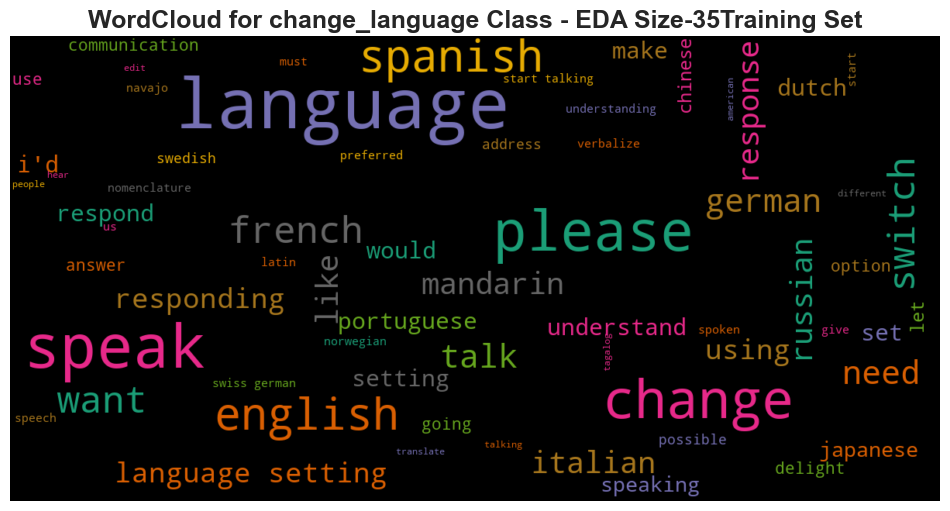 WordCloud for change_language Class - EDA Size-35Training Set
communication
spanish
make
chinese
response
use
edit
must
start talking
navajo
language
understanding
american
dutch
start
i'd
swedish
preferred
address
verbalize
people
hear
nomenclature
different
switch
respond
us
french
would
please
german
answer
latin
like
mandarin
russian
option
responding
portuguese
norwegian
understand
spoken
give
set
let
speak
talk
tagalog
using
need
want
swiss german
setting
change
speech
english
going
possible
translate
talking
japanese
language setting
italian
speaking
delight